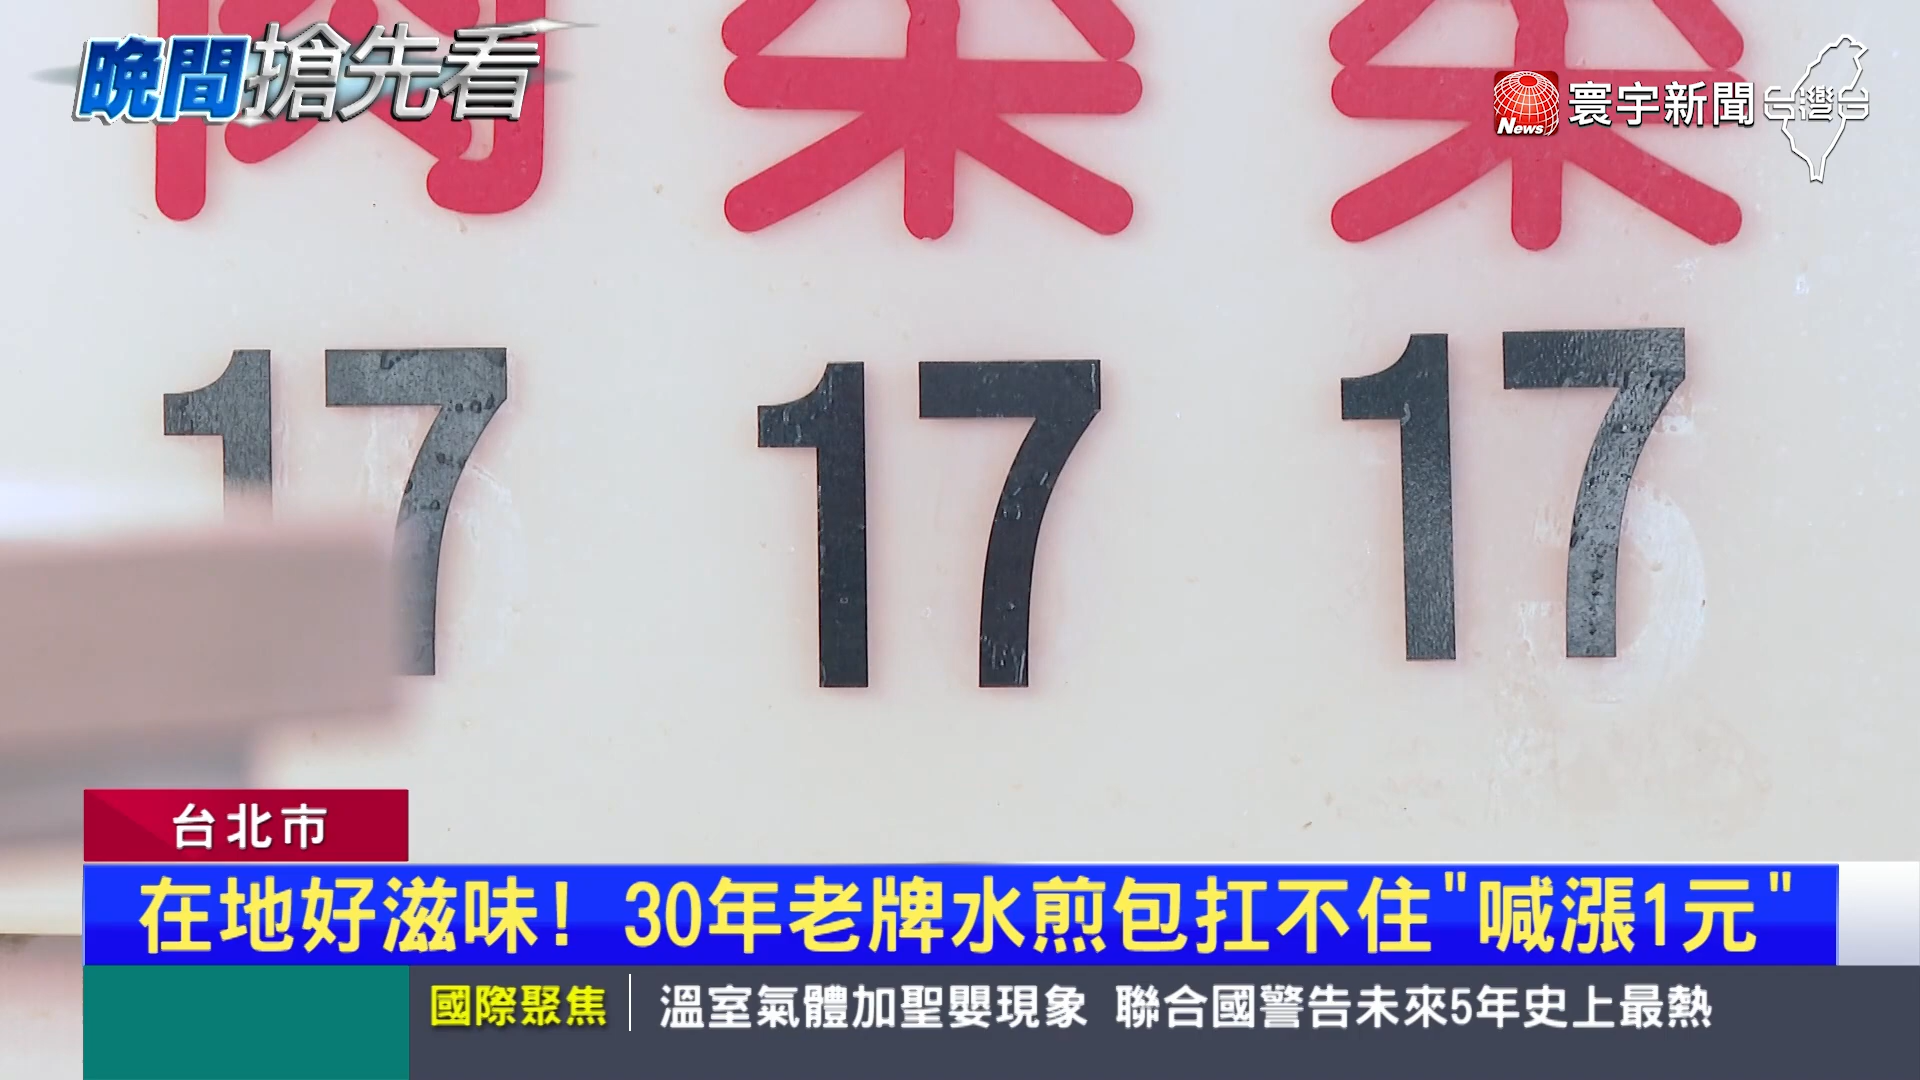 晚間搶先看
寰宇新聞 台灣台
News
肉
17 17 17
台北市
在地好滋味！30年老牌水煎包扛不住"喊漲1元"
國際聚焦 溫室氣體加聖嬰現象 聯合國警告未來5年史上最熱